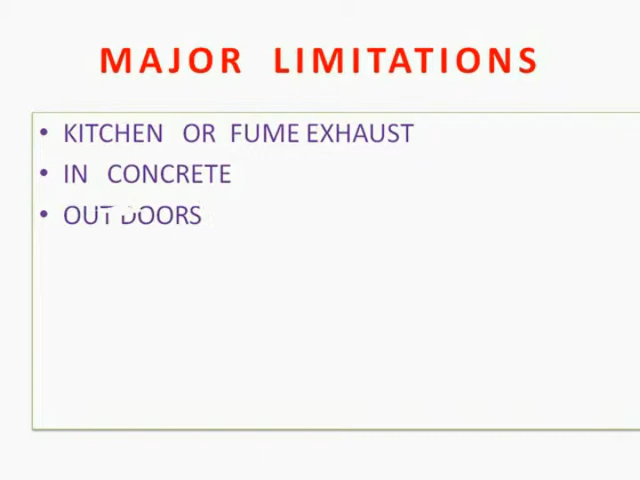 MAJOR LIMITATIONS
• KITCHEN OR FUME EXHAUST
• IN CONCRETE
• OUT DOORS